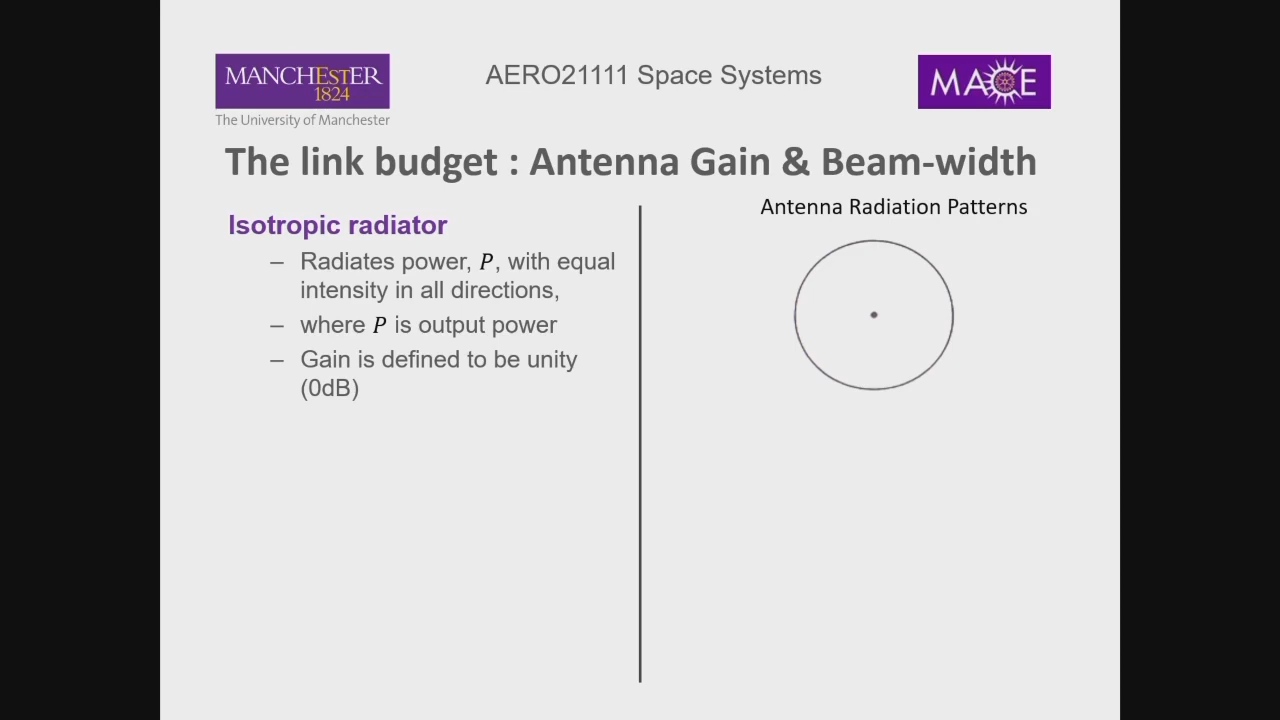 MANCHESTER
1824
The University of Manchester
AERO21111 Space Systems
MACE
The link budget : Antenna Gain & Beam-width
Isotropic radiator
– Radiates power, P, with equal
intensity in all directions,
– where P is output power
– Gain is defined to be unity
(0dB)
Antenna Radiation Patterns